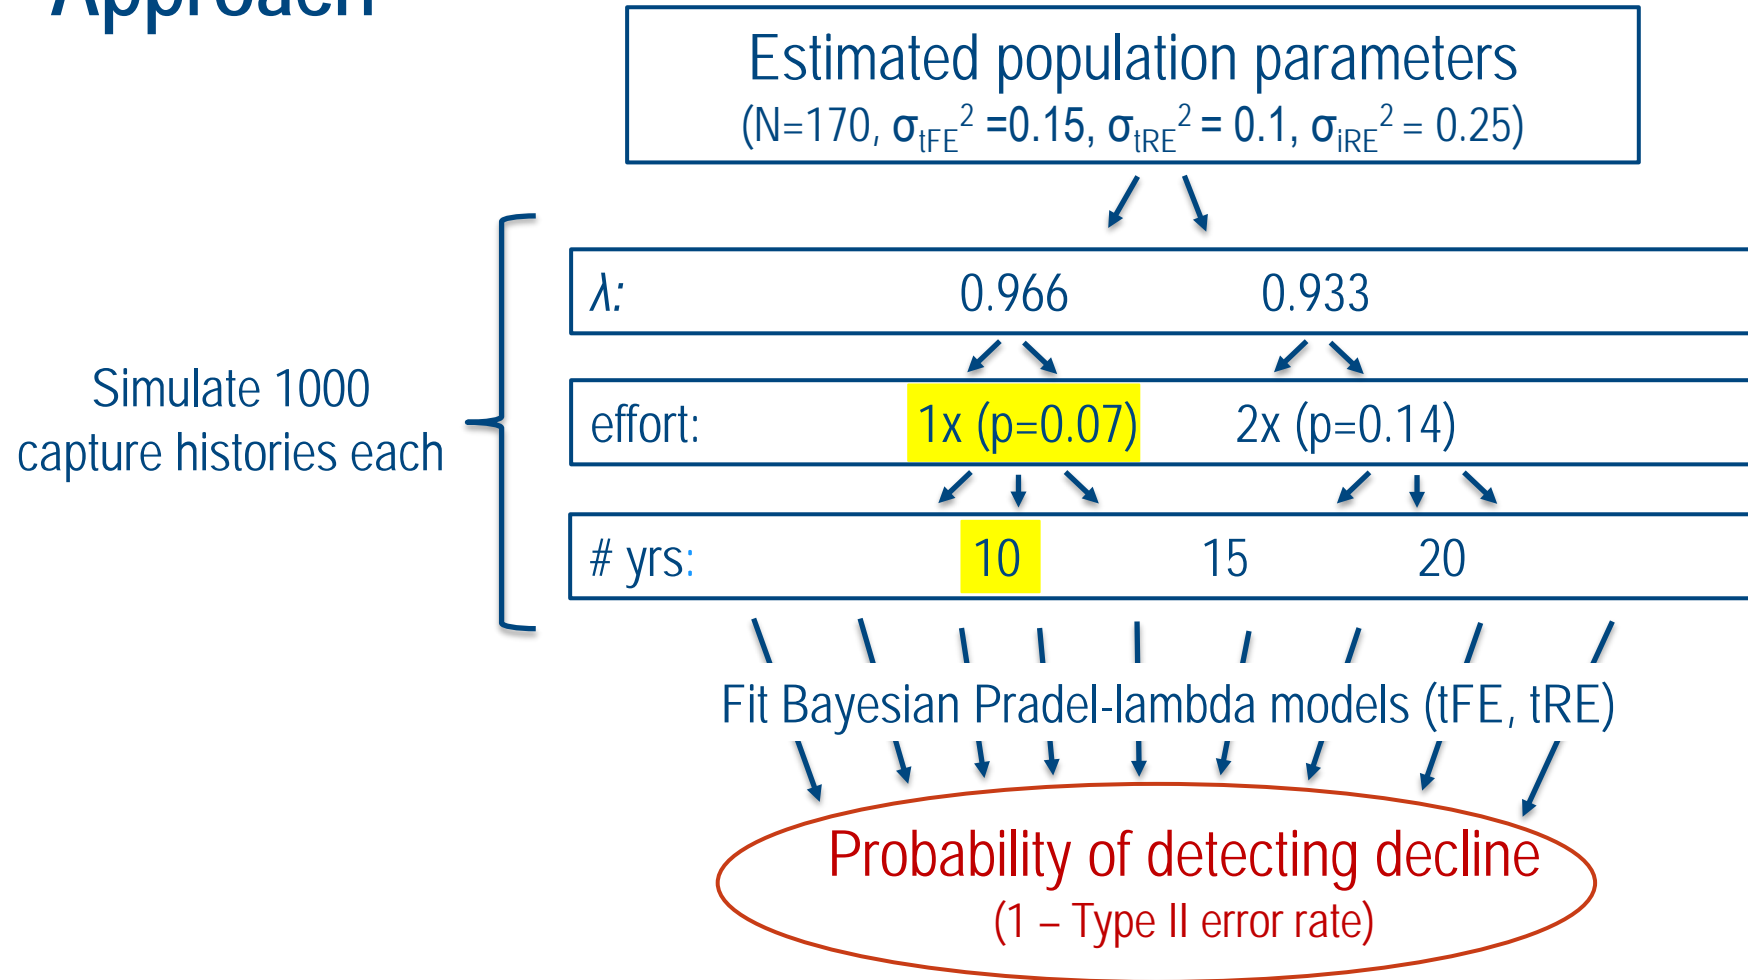 Approach
Estimated population parameters
(N=170, σtFE² =0.15, σtRE² = 0.1, σiRE² = 0.25)
λ: 0.966 0.933
Simulate 1000
capture histories each
effort: 1x (p=0.07) 2x (p=0.14)
# yrs: 10 15 20
Fit Bayesian Pradel-lambda models (tFE, tRE)
Probability of detecting decline
(1 – Type II error rate)